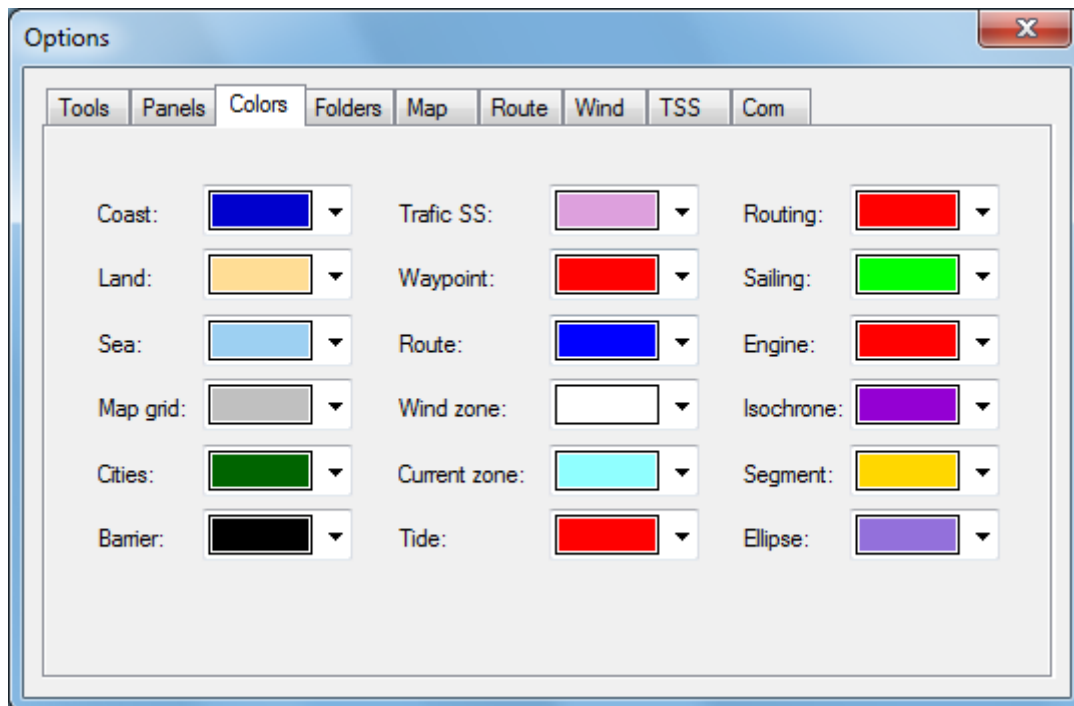 Options
Tools Panels Colors Folders Map Route Wind TSS Com
Coast: Trafic SS: Routing:
Land: Waypoint: Sailing:
Sea: Route: Engine:
Map grid: Wind zone: Isochrone:
Cities: Current zone: Segment:
Barrier: Tide: Ellipse: